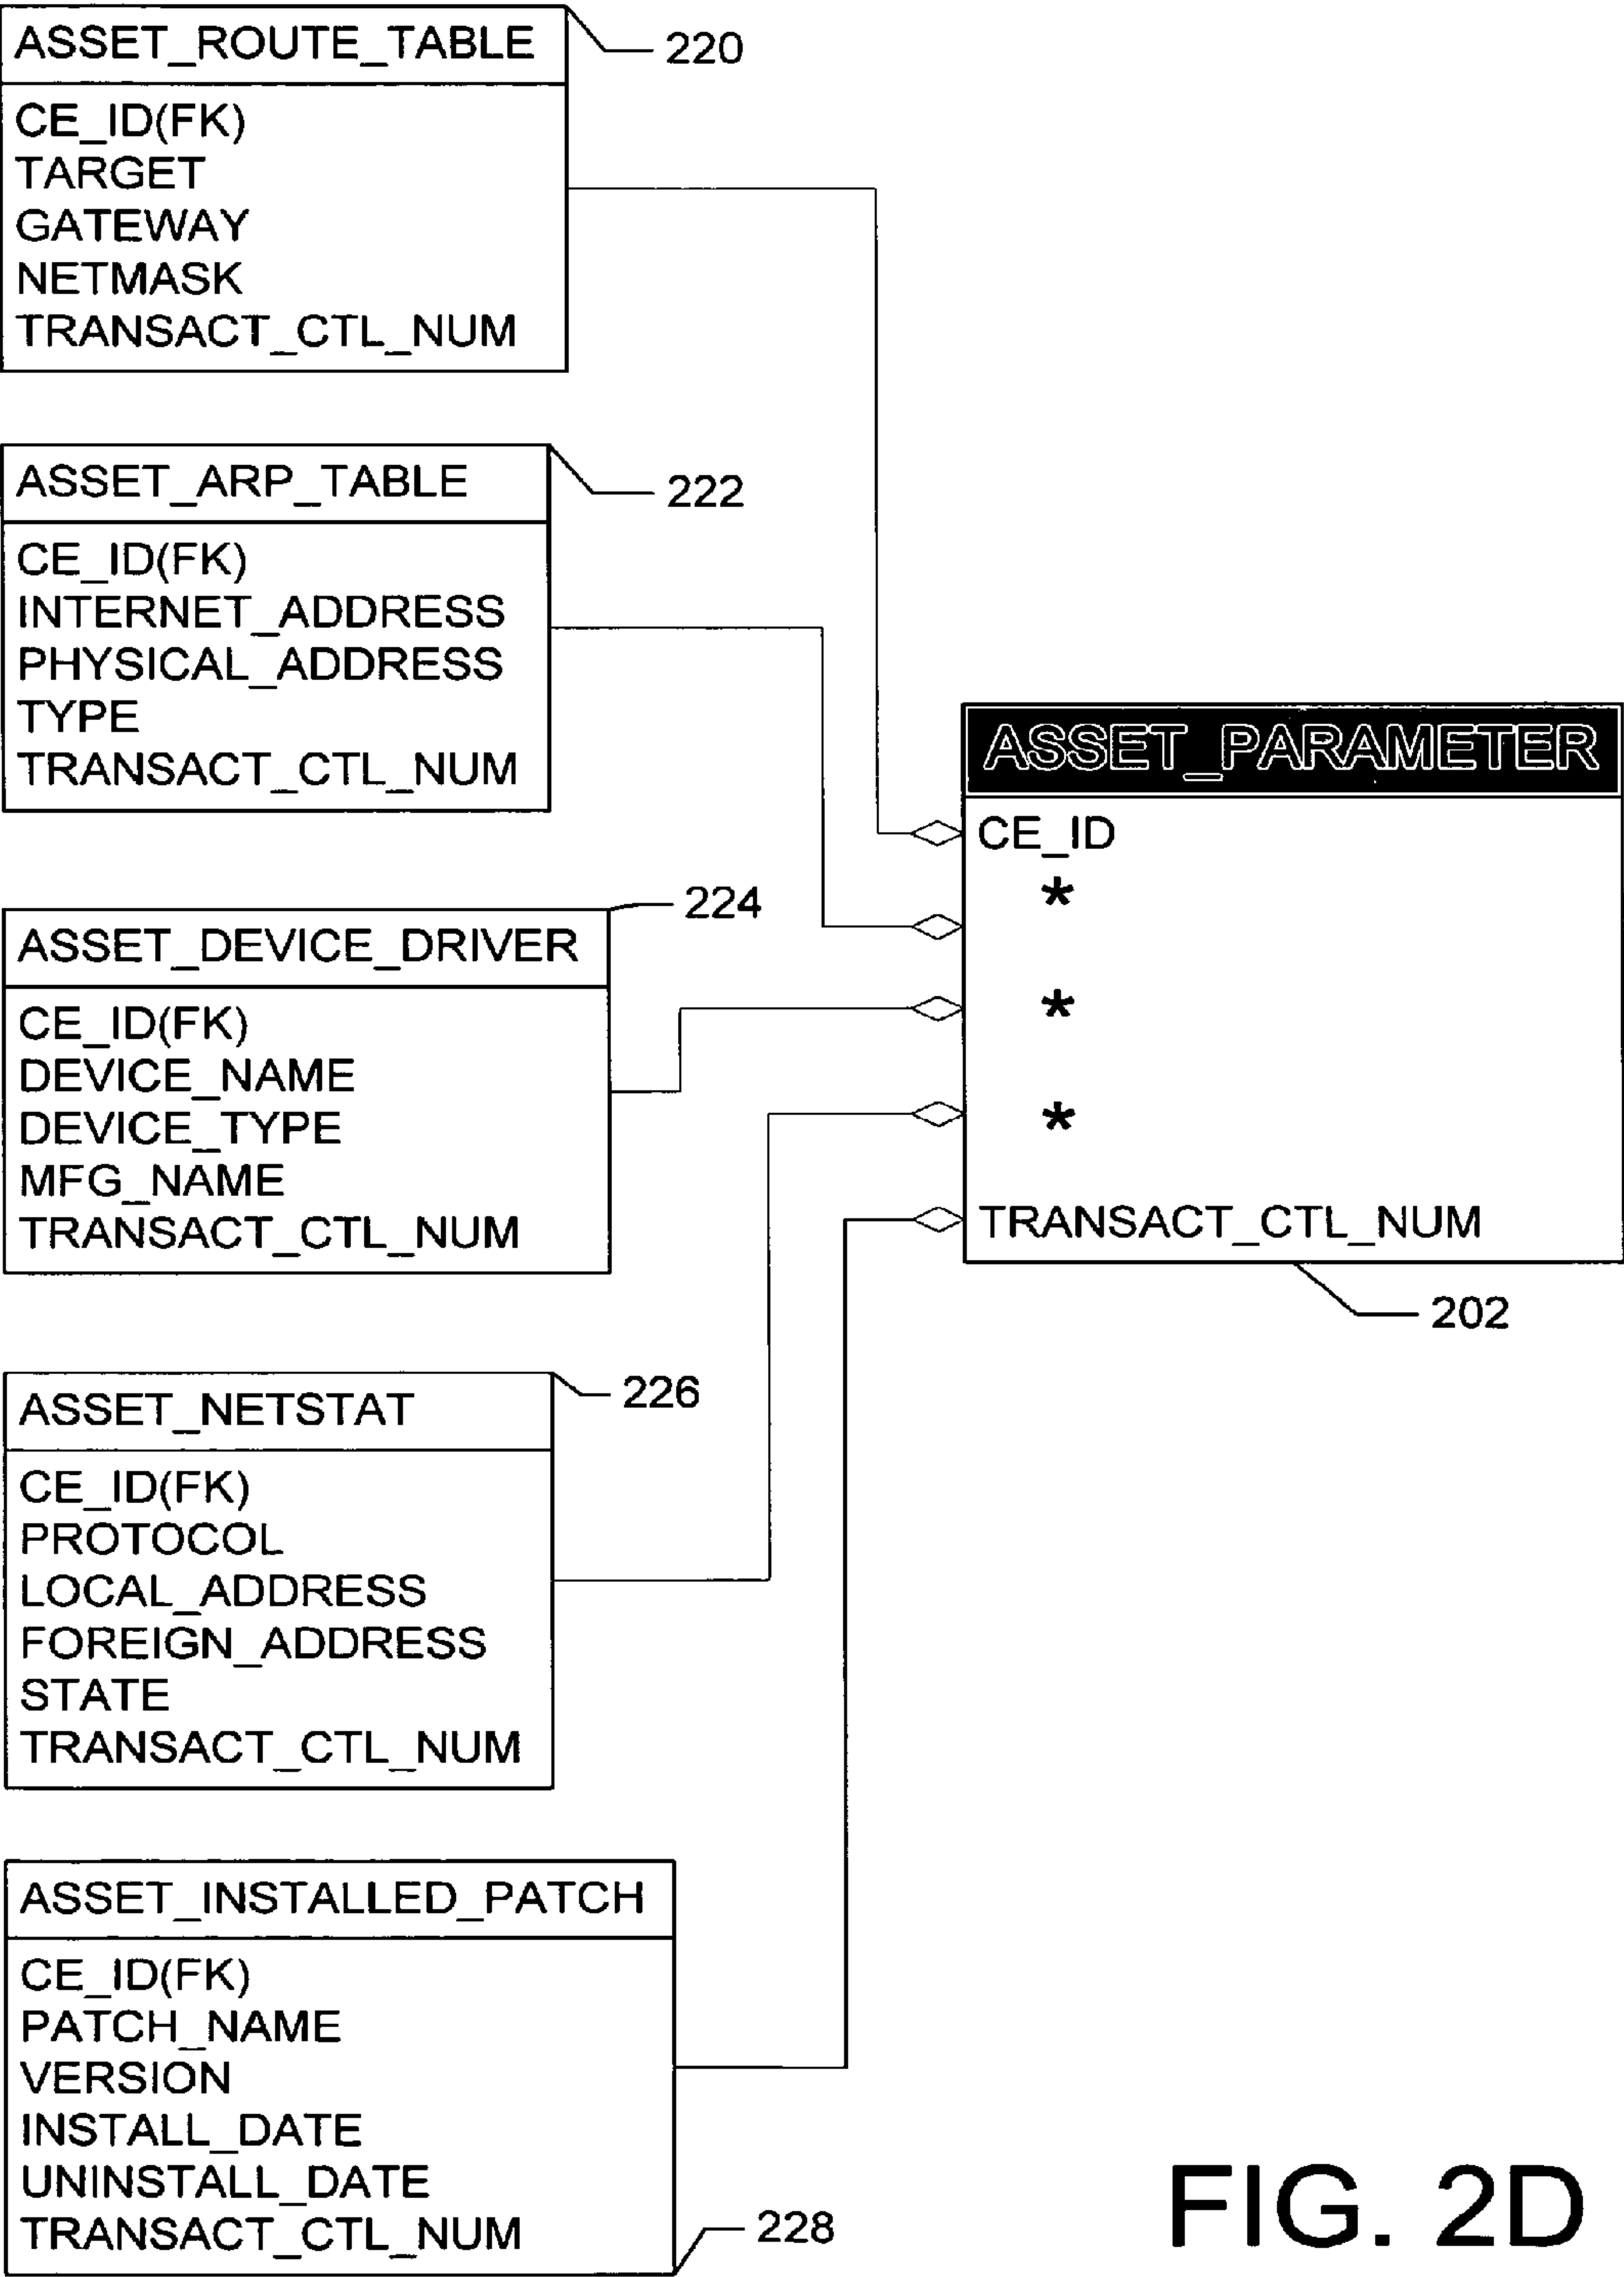 ASSET_ROUTE_TABLE
220
CE_ID(FK)
TARGET
GATEWAY
NETMASK
TRANSACT_CTL_NUM
ASSET_ARP_TABLE
222
CE_ID(FK)
INTERNET_ADDRESS
PHYSICAL_ADDRESS
TYPE
TRANSACT_CTL_NUM
ASSET_DEVICE_DRIVER
224
CE_ID(FK)
DEVICE_NAME
DEVICE_TYPE
MFG_NAME
TRANSACT_CTL_NUM
ASSET_NETSTAT
226
CE_ID(FK)
PROTOCOL
LOCAL_ADDRESS
FOREIGN_ADDRESS
STATE
TRANSACT_CTL_NUM
ASSET_INSTALLED_PATCH
CE_ID(FK)
PATCH_NAME
VERSION
INSTALL_DATE
UNINSTALL_DATE
TRANSACT_CTL_NUM
228
ASSET_PARAMETER
CE_ID
*
*
*
TRANSACT_CTL_NUM
202
FIG. 2D